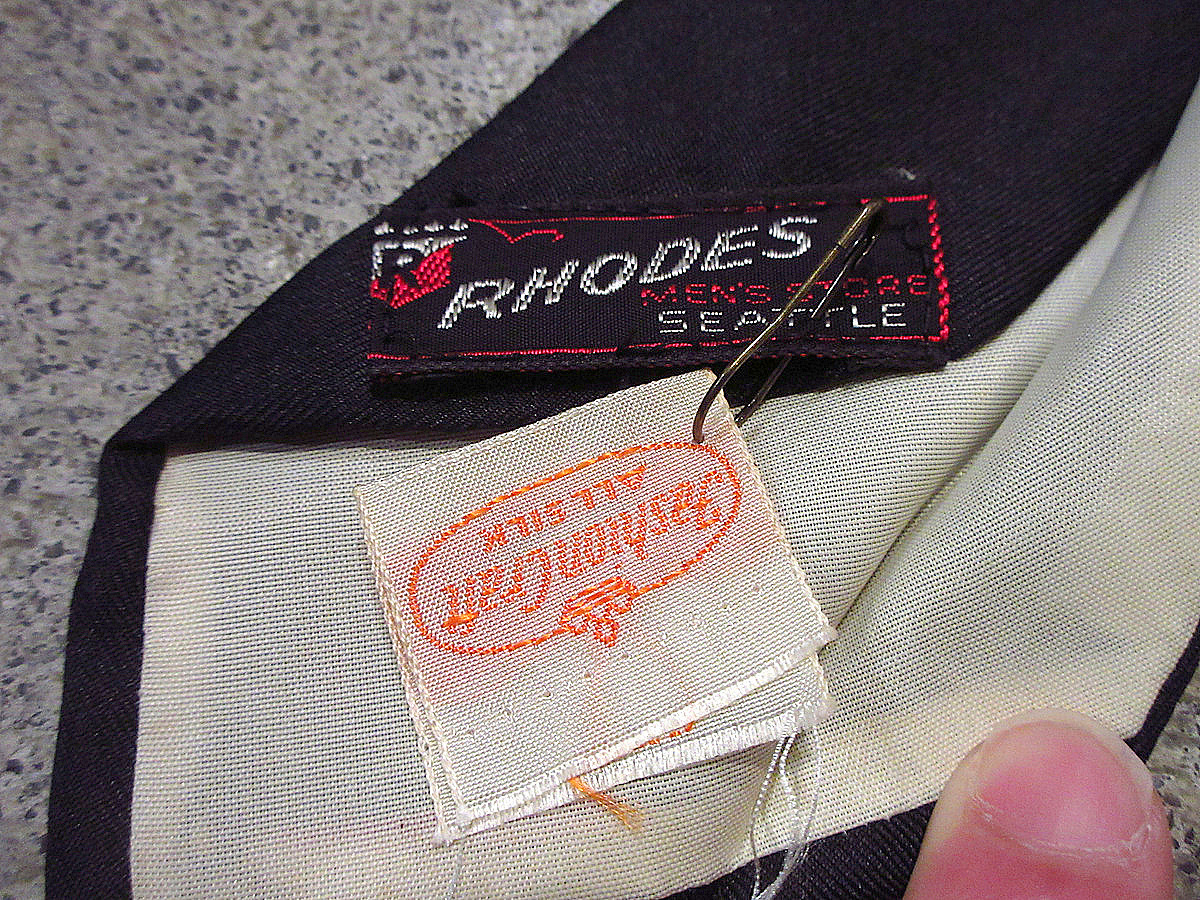 R
RHODES
MEN'S STORE
SEATTLE
ALL SILK